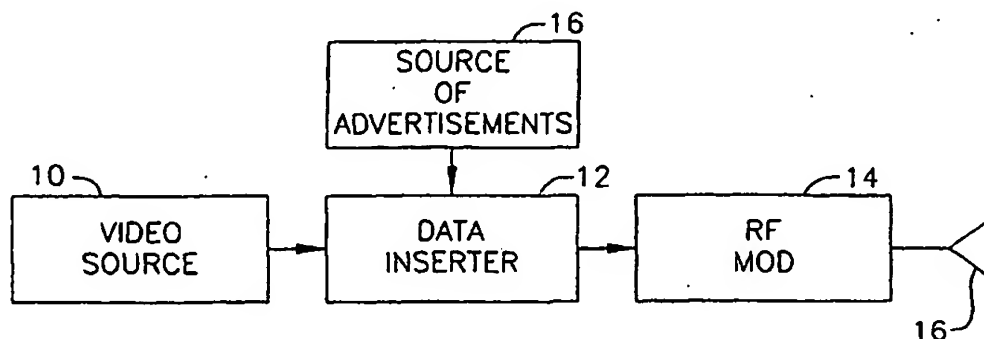 16
SOURCE
OF
ADVERTISEMENTS
10
12
14
VIDEO
SOURCE
DATA
INSERTER
RF
MOD
16